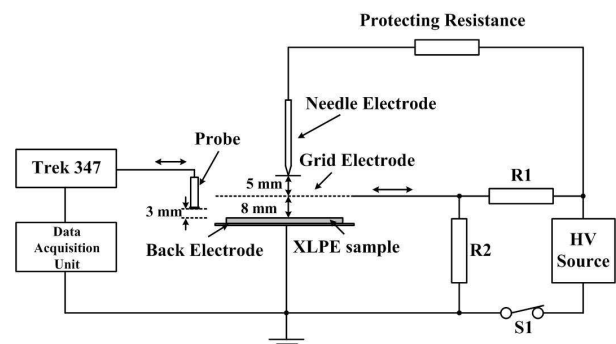 Protecting Resistance
Needle Electrode
Probe
Grid Electrode
Trek 347
5 mm
R1
3 mm
8 mm
Data
Acquisition
Unit
Back Electrode
XLPE sample
R2
HV
Source
S1